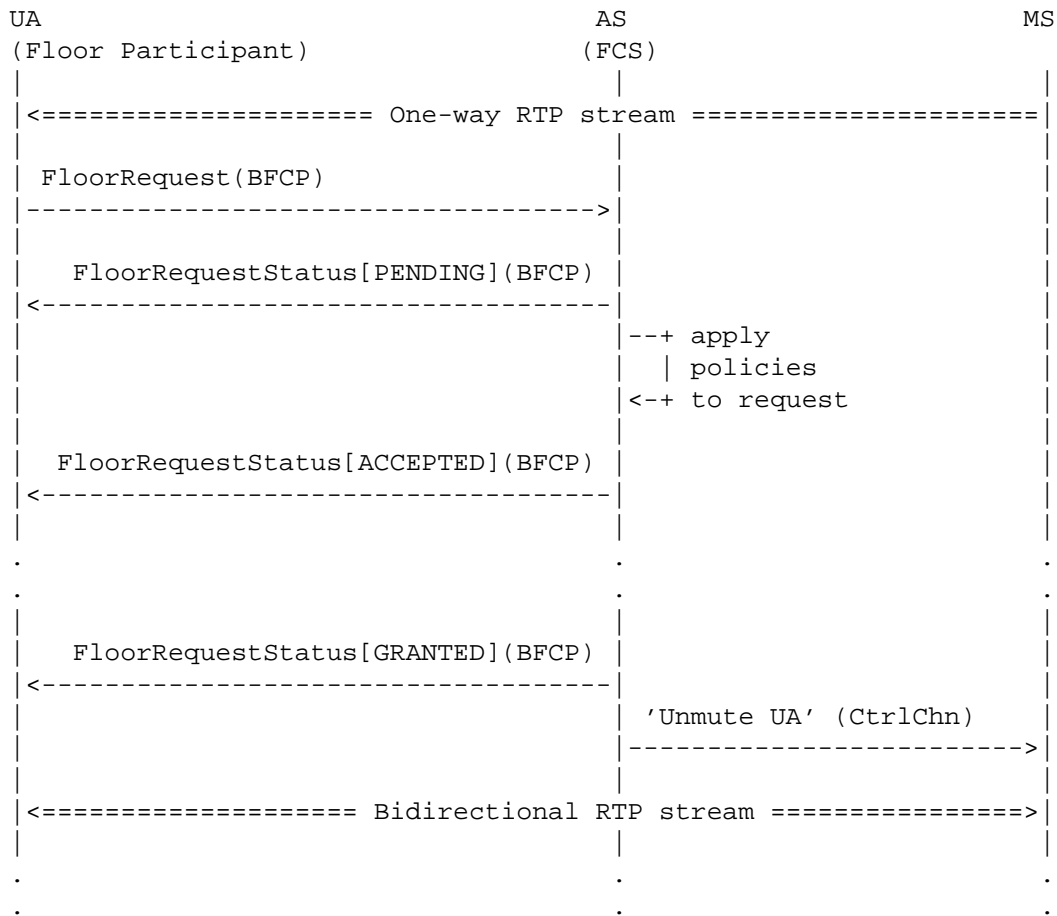 UA AS MS
(Floor Participant) (FCS)
| | |
|<===================== One-way RTP stream ======================|
| | |
| FloorRequest(BFCP) | |
|------------------------------------>| |
| | |
| FloorRequestStatus[PENDING](BFCP) | |
|<------------------------------------| |
| |--+ apply |
| | | policies |
| |<-+ to request |
| | |
| FloorRequestStatus[ACCEPTED](BFCP) | |
|<------------------------------------| |
| | |
. . .
. . .
| | |
| FloorRequestStatus[GRANTED](BFCP) | |
|<------------------------------------| |
| | ’Unmute UA’ (CtrlChn) |
| |------------------------->|
| | |
|<==================== Bidirectional RTP stream ================>|
| | |
. . .
. . .